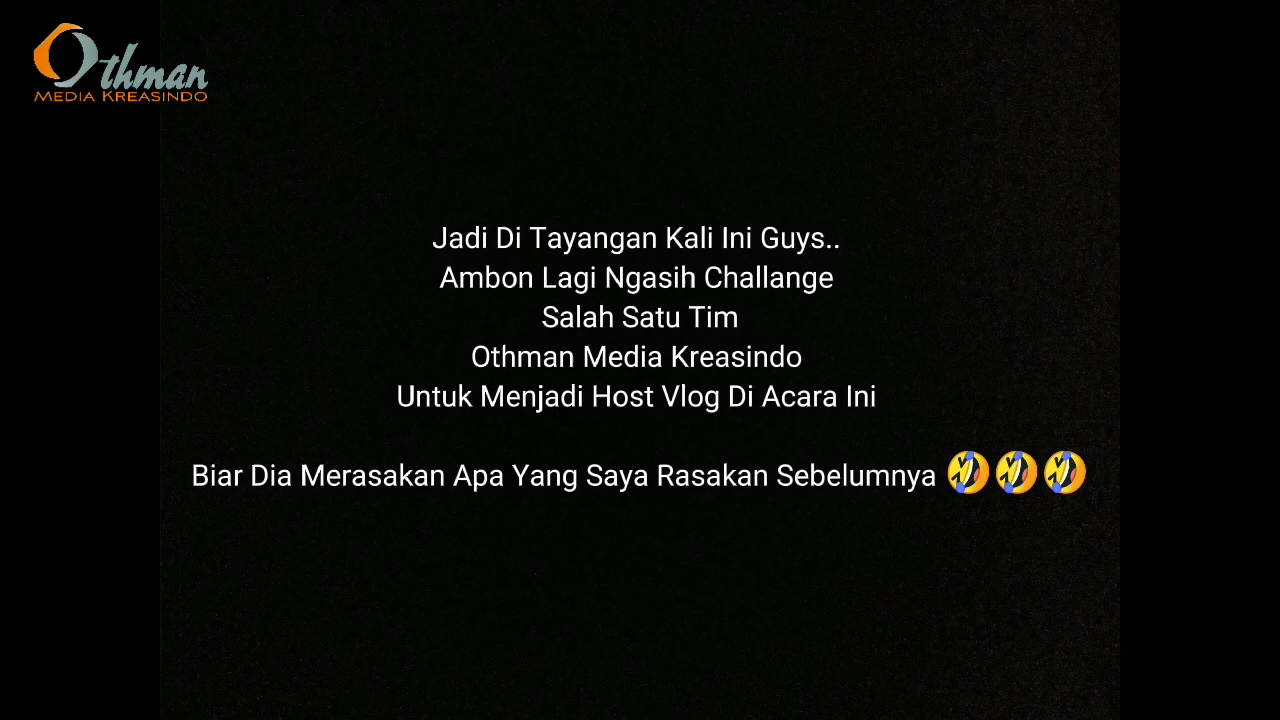 Othman
MEDIA KREASINDO
Jadi Di Tayangan Kali Ini Guys..
Ambon Lagi Ngasih Challange
Salah Satu Tim
Othman Media Kreasindo
Untuk Menjadi Host Vlog Di Acara Ini
Biar Dia Merasakan Apa Yang Saya Rasakan Sebelumnya 🤣🤣🤣